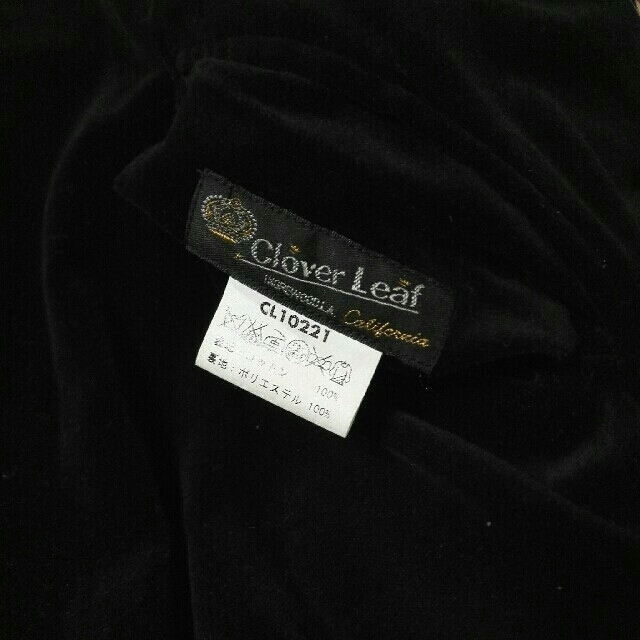 Clover Leaf
California
CL10221
コットン 100%
裏地:ポリエステル 100%